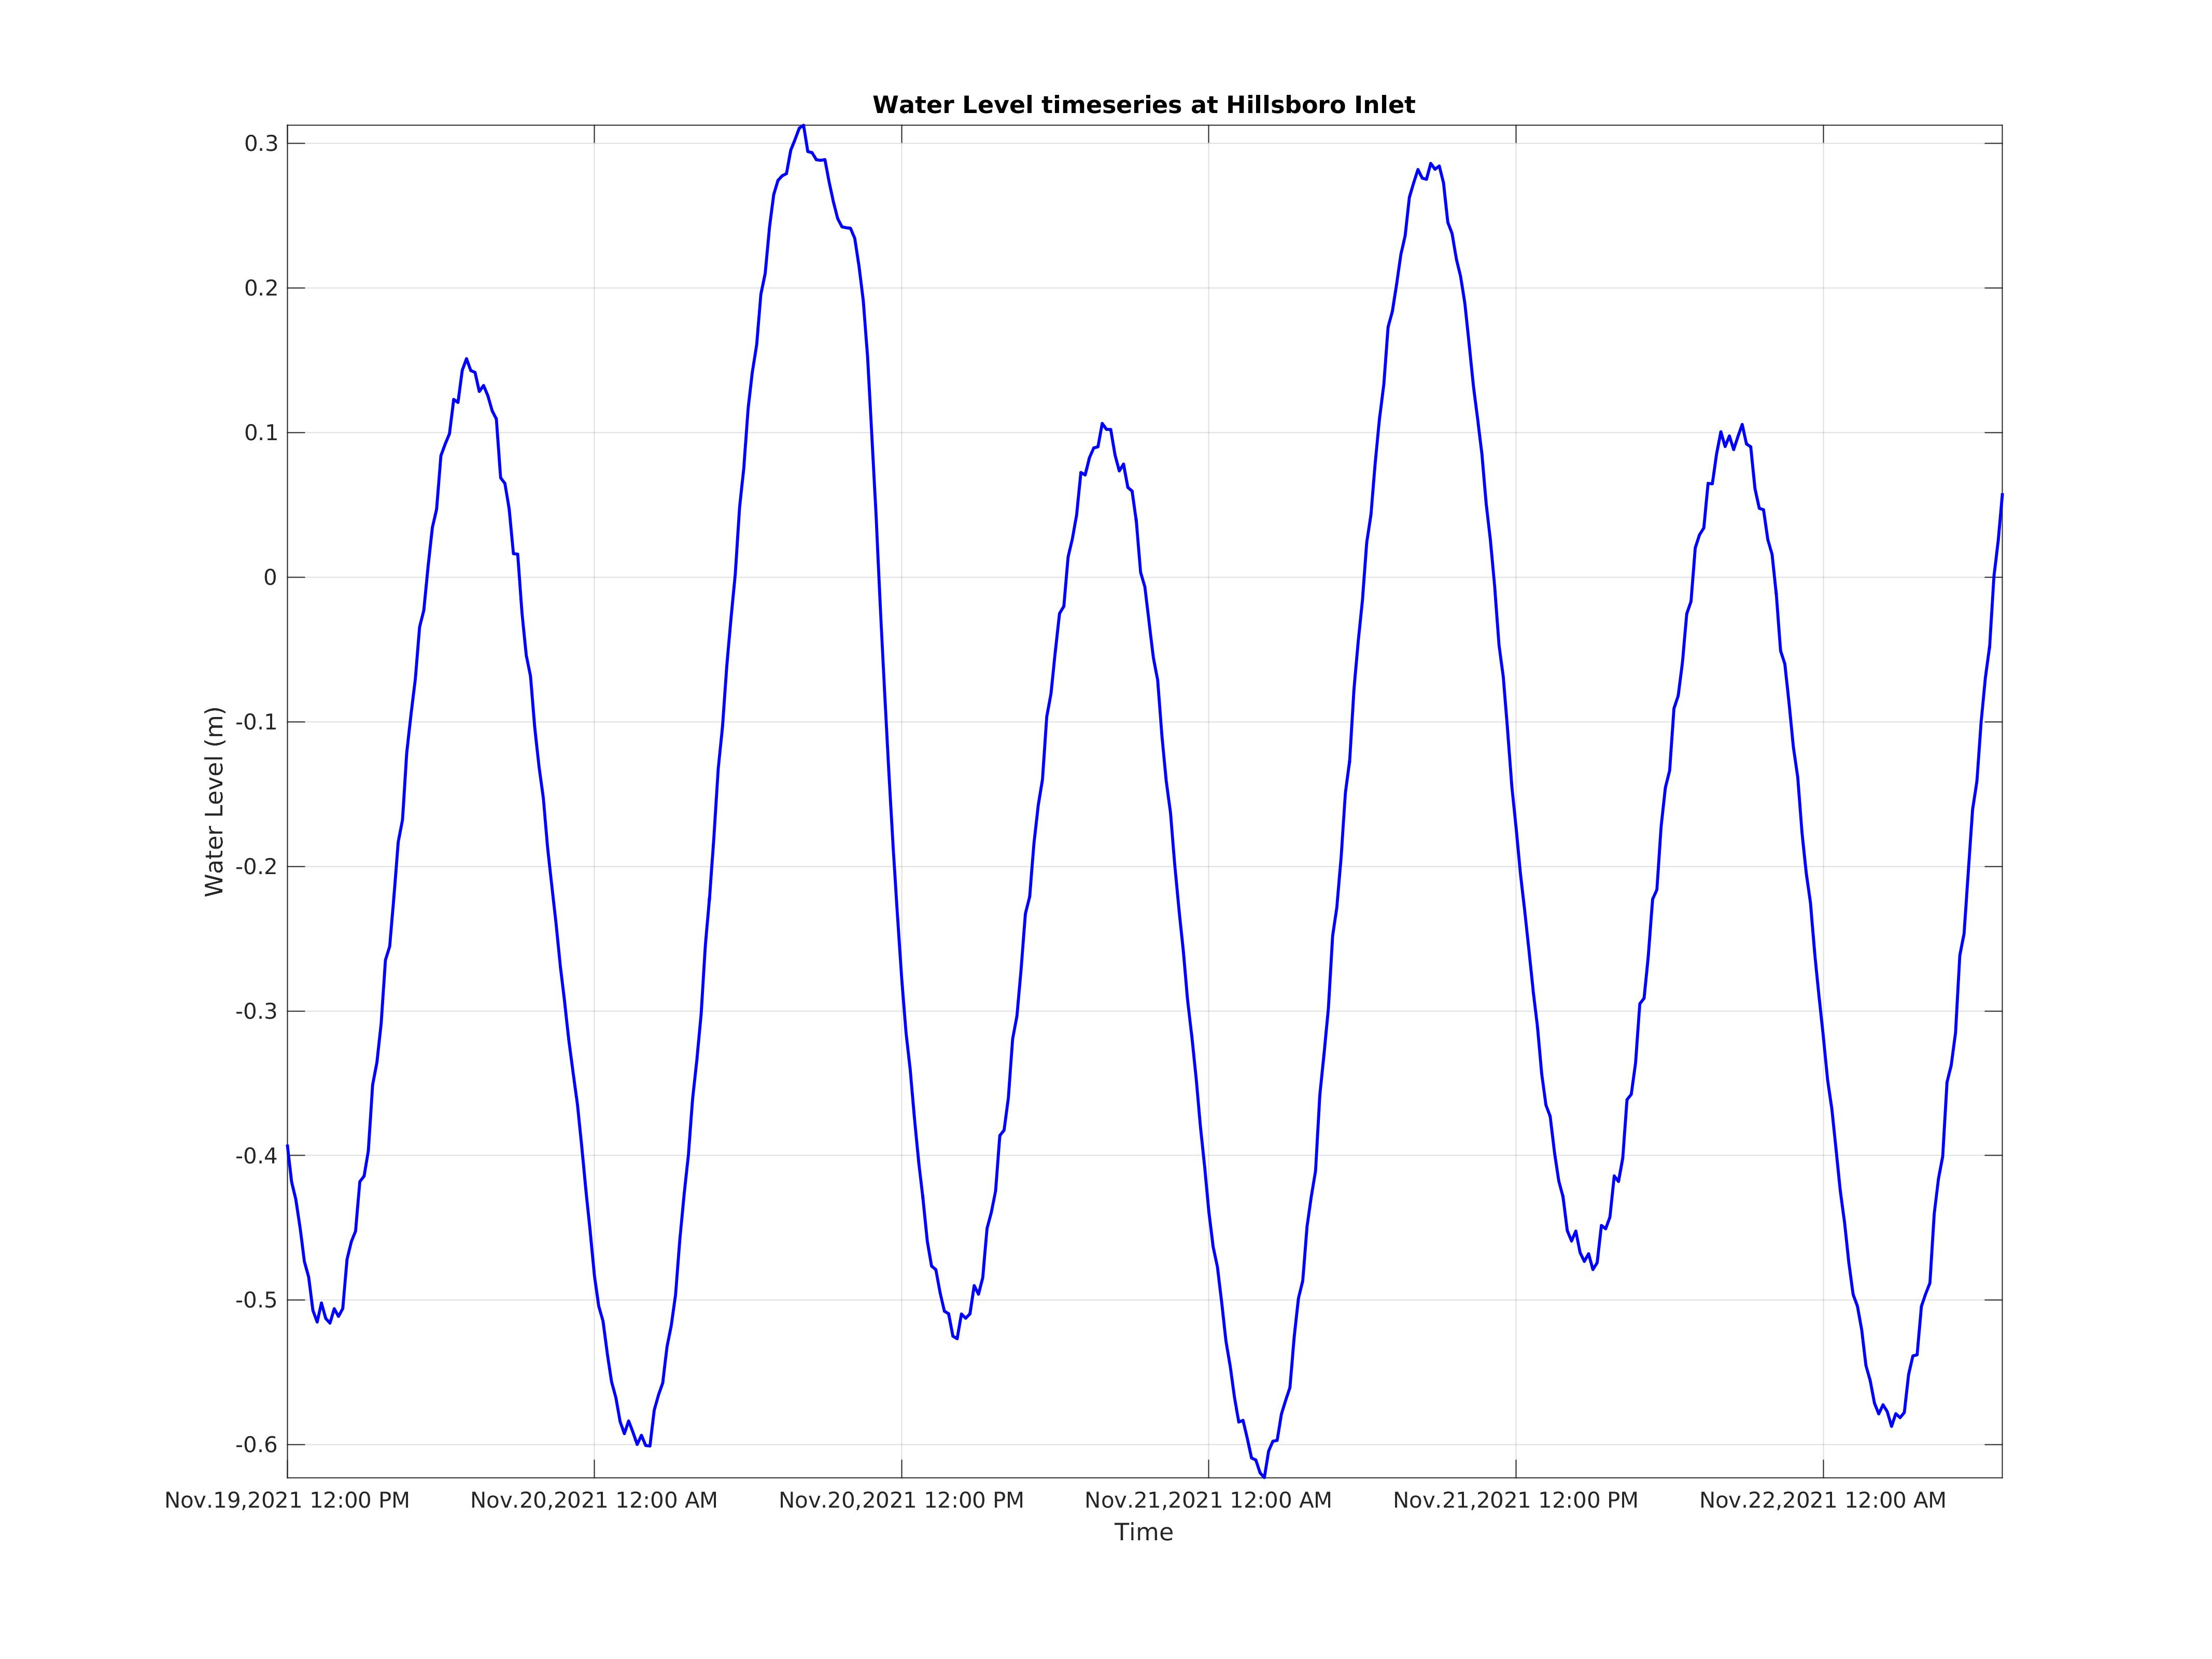 Water Level timeseries at Hillsboro Inlet
0.3
0.2
0.1
0
-0.1
-0.2
-0.3
-0.4
-0.5
-0.6
Water Level (m)
Nov.19,2021 12:00 PM Nov.20,2021 12:00 AM Nov.20,2021 12:00 PM Nov.21,2021 12:00 AM Nov.21,2021 12:00 PM Nov.22,2021 12:00 AM
Time